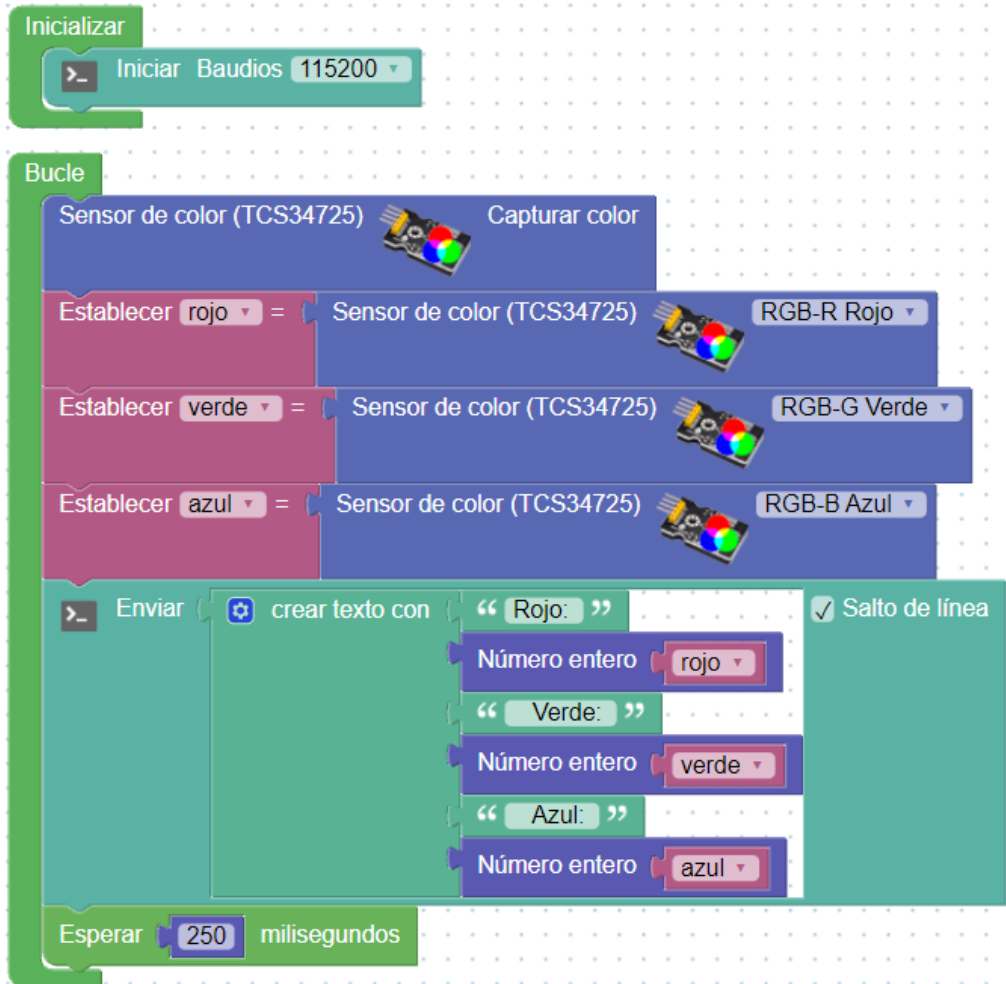 Inicializar
>_ Iniciar Baudios 115200
Bucle
Sensor de color (TCS34725) Capturar color
Establecer rojo = Sensor de color (TCS34725) RGB-R Rojo
Establecer verde = Sensor de color (TCS34725) RGB-G Verde
Establecer azul = Sensor de color (TCS34725) RGB-B Azul
>_ Enviar crear texto con “ Rojo: ” Salto de línea
Número entero rojo
“ Verde: ”
Número entero verde
“ Azul: ”
Número entero azul
Esperar 250 milisegundos